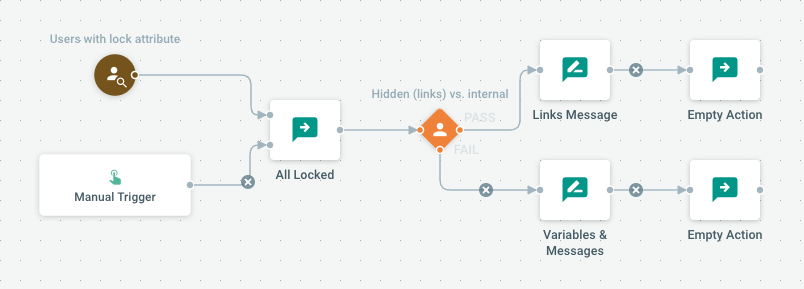 Users with lock attribute
Hidden (links) vs. internal
PASS
FAIL
Links Message
Empty Action
All Locked
Manual Trigger
Variables &
Messages
Empty Action